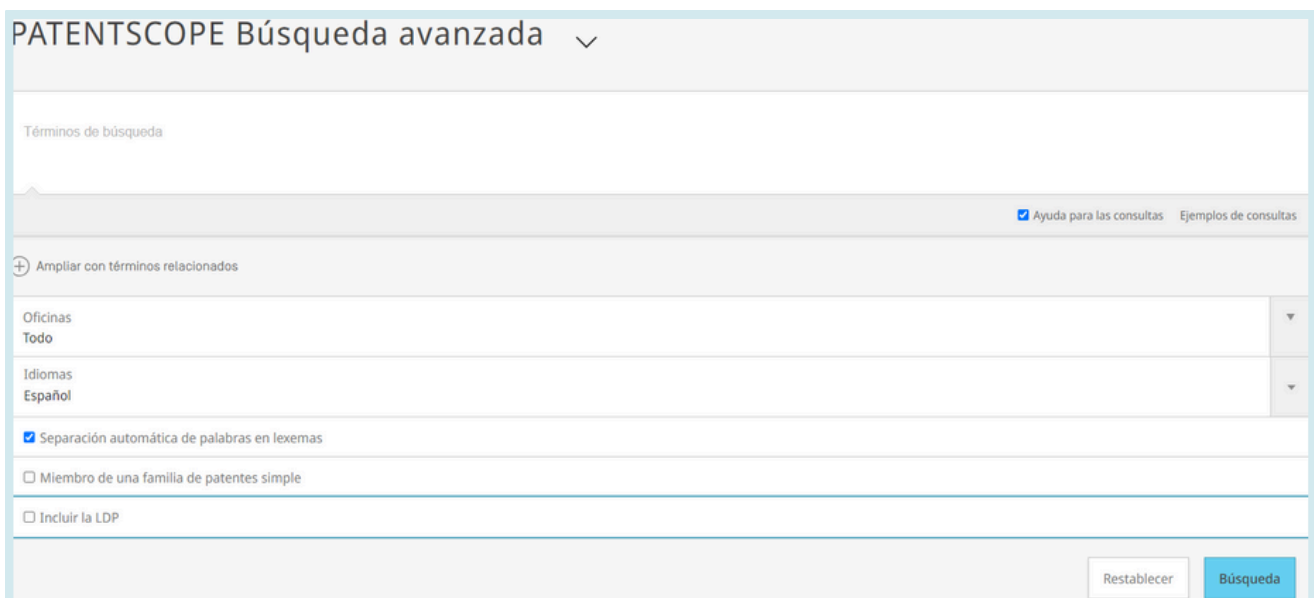 PATENTSCOPE Búsqueda avanzada
Términos de búsqueda
Ayuda para las consultas Ejemplos de consultas
Ampliar con términos relacionados
Oficinas
Todo
Idiomas
Español
Separación automática de palabras en lexemas
Miembro de una familia de patentes simple
Incluir la LDP
Restablecer Búsqueda